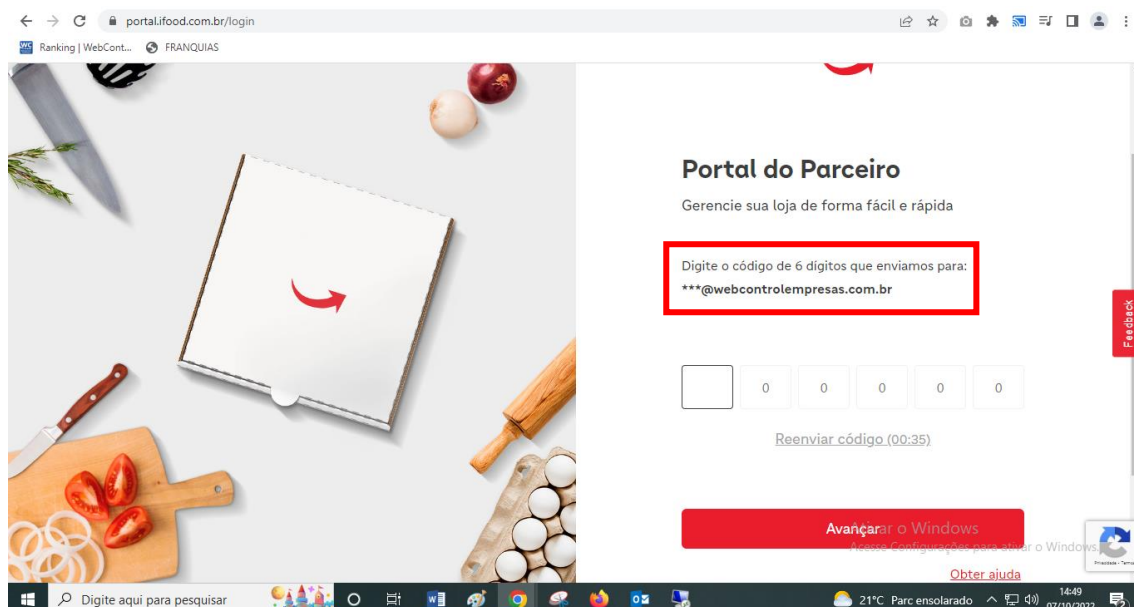 portal.ifood.com.br/login
Ranking | WebCont...
FRANQUIAS
Portal do Parceiro
Gerencie sua loja de forma fácil e rápida
Digite o código de 6 dígitos que enviamos para:
***@webcontrolempresas.com.br
0 0 0 0 0
Reenviar código (00:35)
Avançar
ar o Windows
Acesse Configurações para ativar o Windows.
Obter ajuda
Feedback
Privacidade - Termos
Digite aqui para pesquisar
21°C Parc ensolarado
14:49
07/10/2022